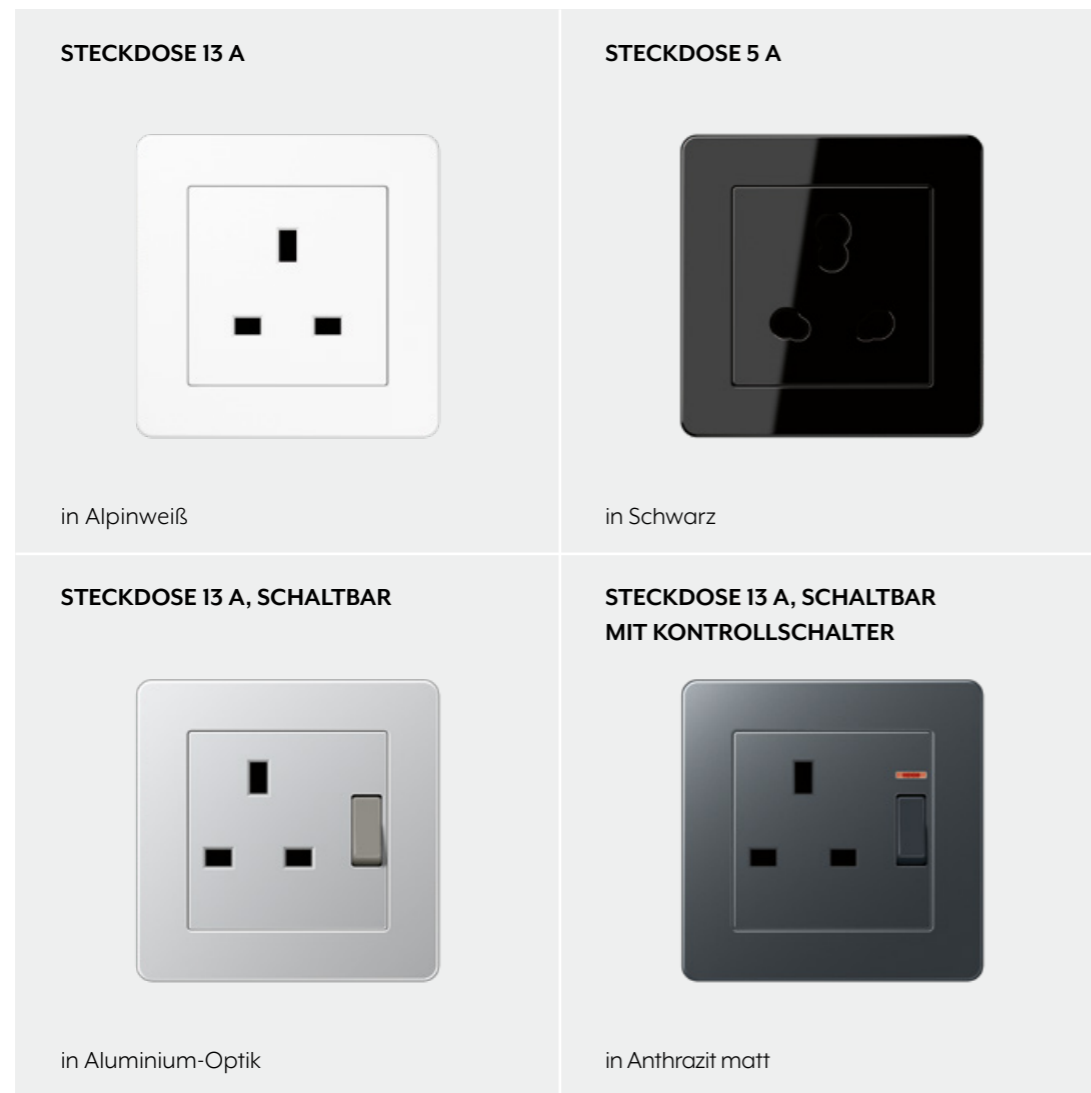 STECKDOSE 13 A
STECKDOSE 5 A
in Alpinweiß
in Schwarz
STECKDOSE 13 A, SCHALTBAR
STECKDOSE 13 A, SCHALTBAR
MIT KONTROLLSCHALTER
in Aluminium-Optik
in Anthrazit matt